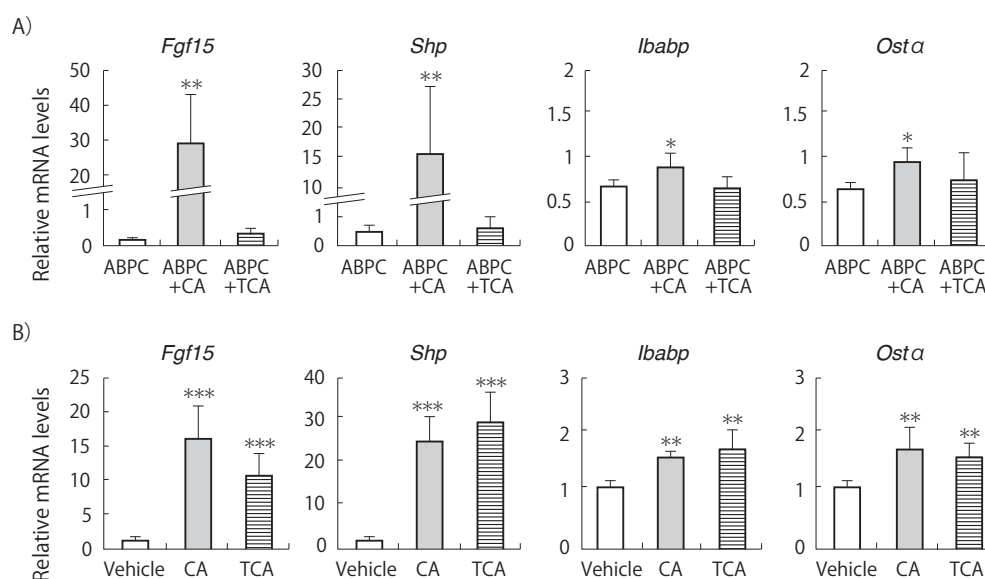 A)
Fgf15
Shp
Ibabp
Ostα
Relative mRNA levels
50
40
30
20
1
0
**
ABPC
ABPC
+CA
ABPC
+TCA
30
25
20
15
10
1
0
**
ABPC
ABPC
+CA
ABPC
+TCA
2
1.5
1
0.5
0
*
ABPC
ABPC
+CA
ABPC
+TCA
2
1.5
1
0.5
0
*
ABPC
ABPC
+CA
ABPC
+TCA
B)
Fgf15
Shp
Ibabp
Ostα
Relative mRNA levels
25
20
15
10
5
0
***
***
Vehicle CA TCA
40
30
20
10
0
***
***
Vehicle CA TCA
3
2
1
0
**
**
Vehicle CA TCA
3
2
1
0
**
**
Vehicle CA TCA